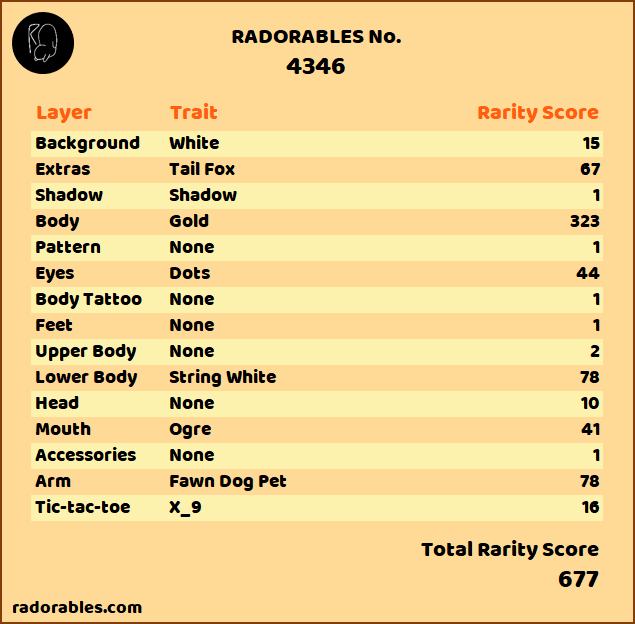 RADORABLES No.
4346
Layer Trait Rarity Score
Background White 15
Extras Tail Fox 67
Shadow Shadow 1
Body Gold 323
Pattern None 1
Eyes Dots 44
Body Tattoo None 1
Feet None 1
Upper Body None 2
Lower Body String White 78
Head None 10
Mouth Ogre 41
Accessories None 1
Arm Fawn Dog Pet 78
Tic-tac-toe X_9 16
Total Rarity Score
677
radorables.com